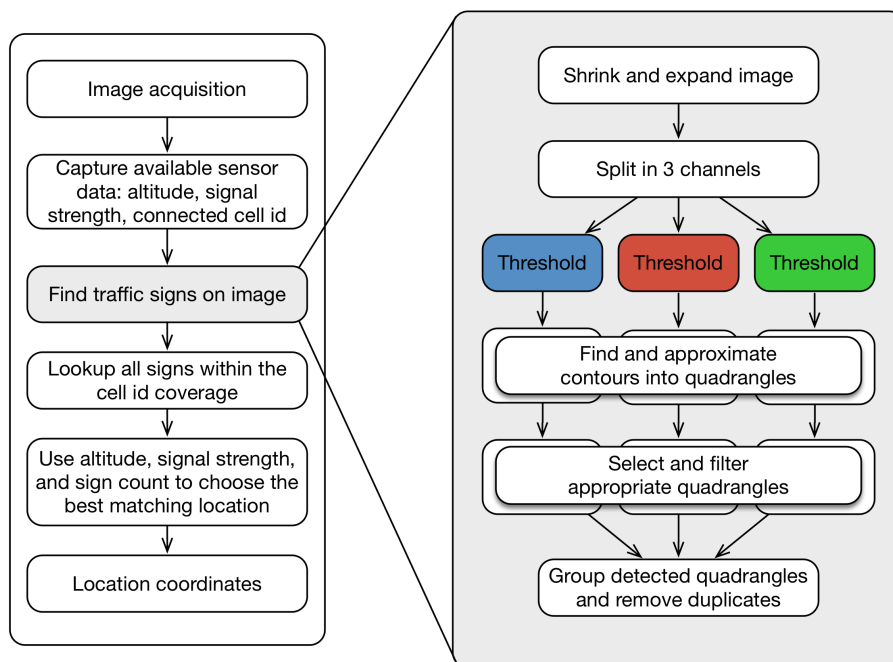 Image acquisition
Capture available sensor
data: altitude, signal
strength, connected cell id
Find traffic signs on image
Lookup all signs within the
cell id coverage
Use altitude, signal strength,
and sign count to choose the
best matching location
Location coordinates
Shrink and expand image
Split in 3 channels
Threshold
Threshold
Threshold
Find and approximate
contours into quadrangles
Select and filter
appropriate quadrangles
Group detected quadrangles
and remove duplicates